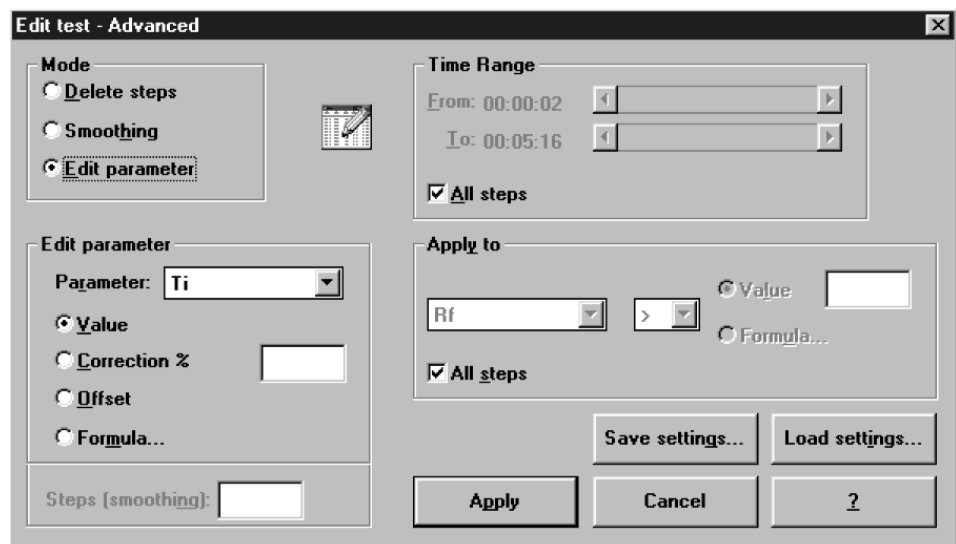 Edit test - Advanced
Mode
Delete steps
Smoothing
Edit parameter
Time Range
From: 00:00:02
To: 00:05:16
All steps
Edit parameter
Parameter: Ti
Value
Correction %
Offset
Formula...
Steps (smoothing):
Apply to
Rf >
Value
Formula...
All steps
Save settings... Load settings...
Apply Cancel ?